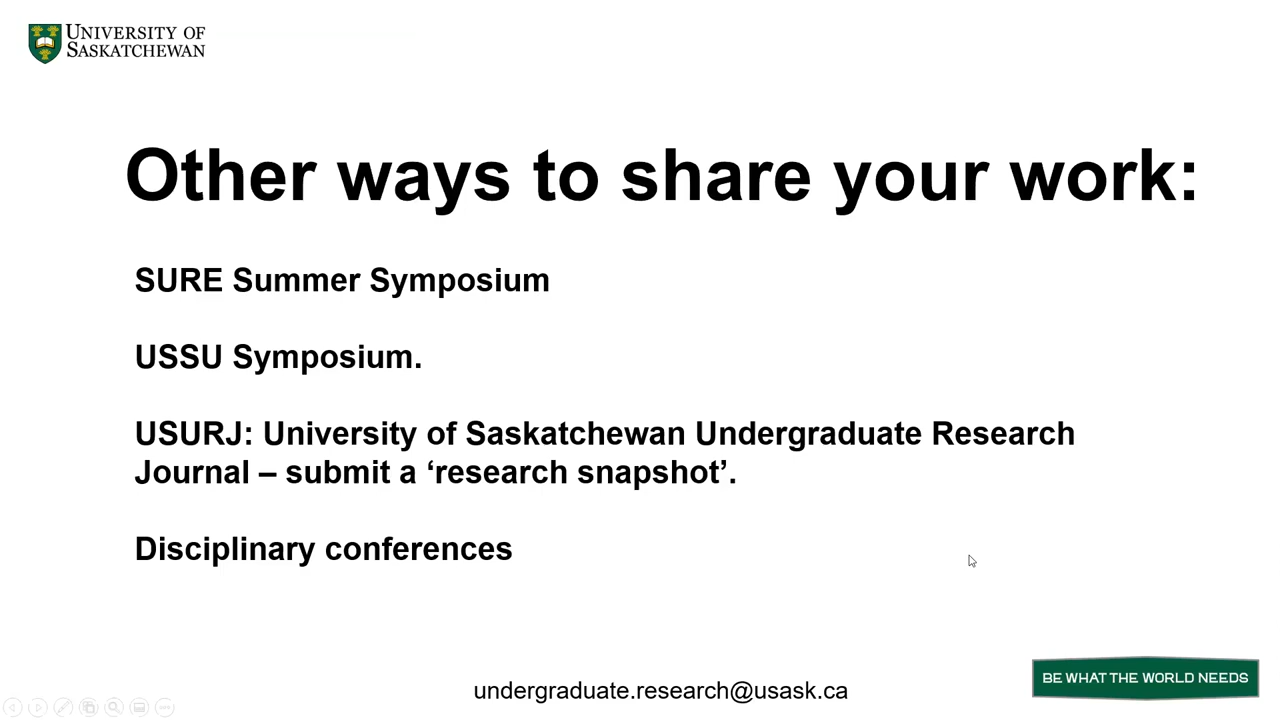 UNIVERSITY OF
SASKATCHEWAN
Other ways to share your work:
SURE Summer Symposium
USSU Symposium.
USURJ: University of Saskatchewan Undergraduate Research
Journal – submit a ‘research snapshot’.
Disciplinary conferences
undergraduate.research@usask.ca
BE WHAT THE WORLD NEEDS